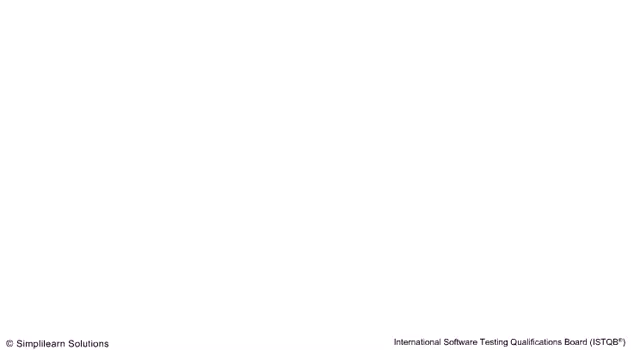 © Simplilearn Solutions
International Software Testing Qualifications Board (ISTQB®)